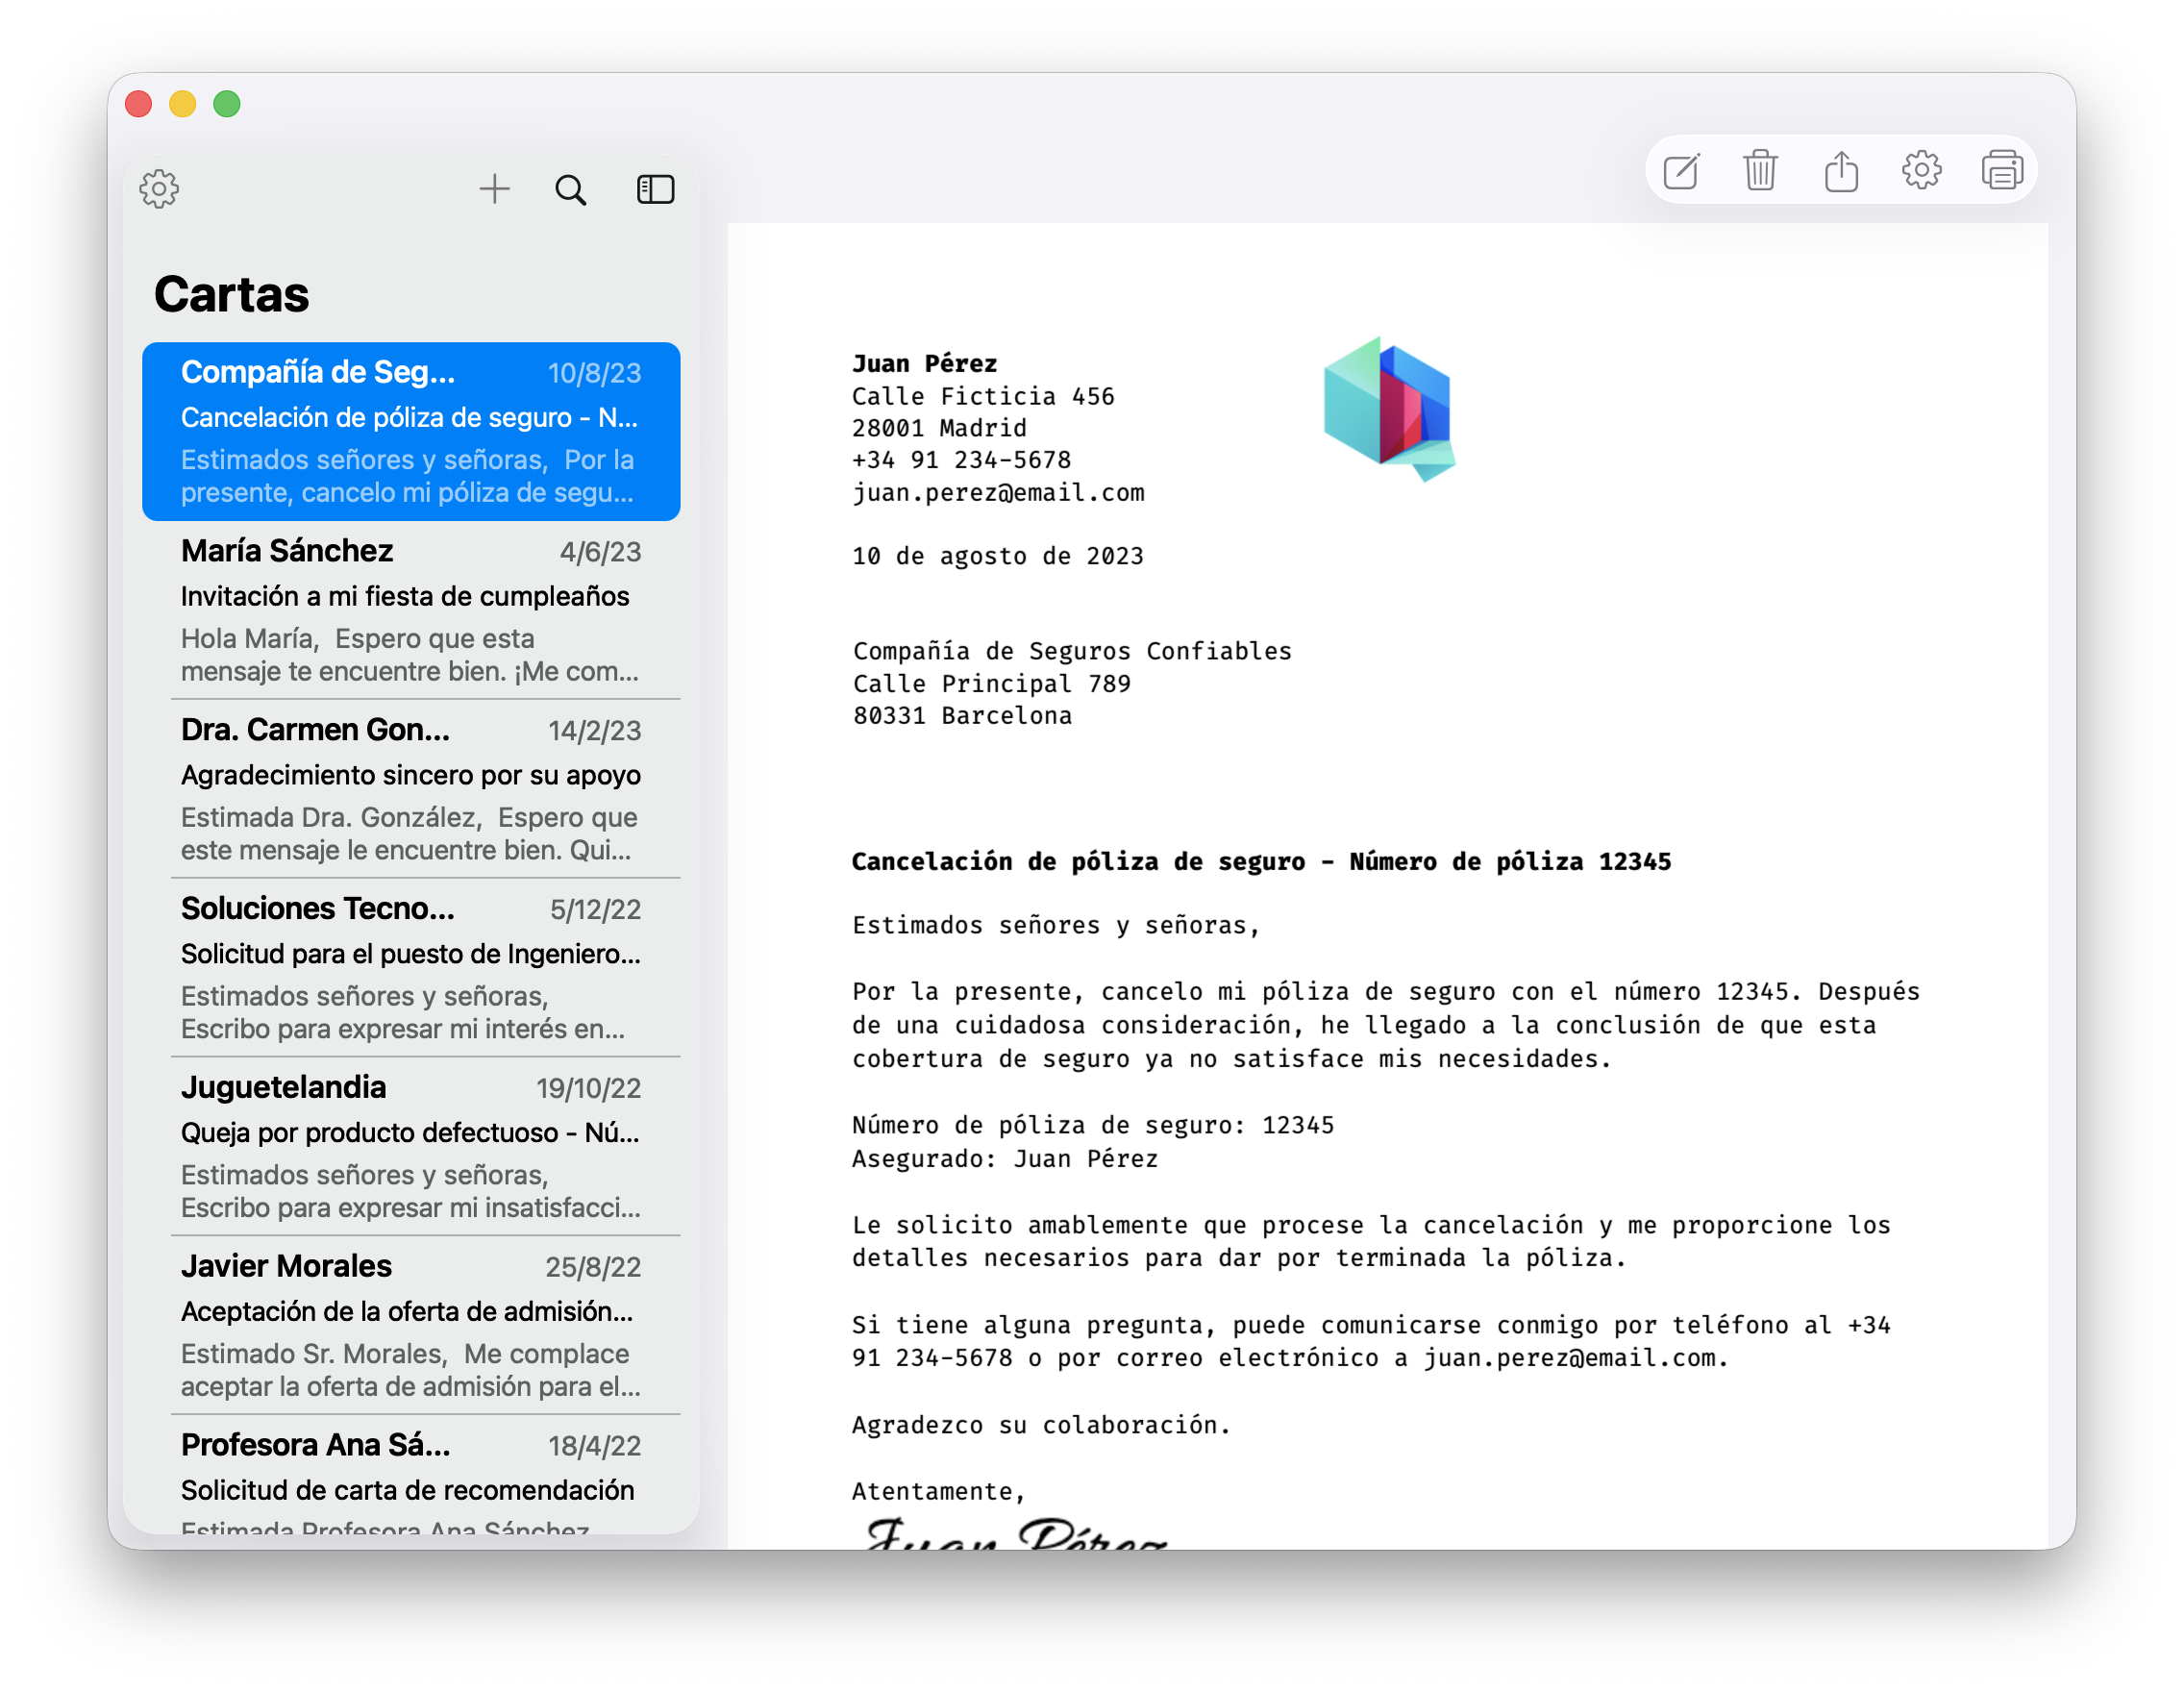 Cartas
Compañía de Seg... 10/8/23
Cancelación de póliza de seguro - N...
Estimados señores y señoras, Por la
presente, cancelo mi póliza de segu...
María Sánchez 4/6/23
Invitación a mi fiesta de cumpleaños
Hola María, Espero que esta
mensaje te encuentre bien. ¡Me com...
Dra. Carmen Gon... 14/2/23
Agradecimiento sincero por su apoyo
Estimada Dra. González, Espero que
este mensaje le encuentre bien. Qui...
Soluciones Tecno... 5/12/22
Solicitud para el puesto de Ingeniero...
Estimados señores y señoras,
Escribo para expresar mi interés en...
Juguetelandia 19/10/22
Queja por producto defectuoso - Nú...
Estimados señores y señoras,
Escribo para expresar mi insatisfacci...
Javier Morales 25/8/22
Aceptación de la oferta de admisión...
Estimado Sr. Morales, Me complace
aceptar la oferta de admisión para el...
Profesora Ana Sá... 18/4/22
Solicitud de carta de recomendación
Estimada Profesora Ana Sánchez
Juan Pérez
Calle Ficticia 456
28001 Madrid
+34 91 234-5678
juan.perez@email.com
10 de agosto de 2023
Compañía de Seguros Confiables
Calle Principal 789
80331 Barcelona
Cancelación de póliza de seguro - Número de póliza 12345
Estimados señores y señoras,
Por la presente, cancelo mi póliza de seguro con el número 12345. Después
de una cuidadosa consideración, he llegado a la conclusión de que esta
cobertura de seguro ya no satisface mis necesidades.
Número de póliza de seguro: 12345
Asegurado: Juan Pérez
Le solicito amablemente que procese la cancelación y me proporcione los
detalles necesarios para dar por terminada la póliza.
Si tiene alguna pregunta, puede comunicarse conmigo por teléfono al +34
91 234-5678 o por correo electrónico a juan.perez@email.com.
Agradezco su colaboración.
Atentamente,
Juan Pérez